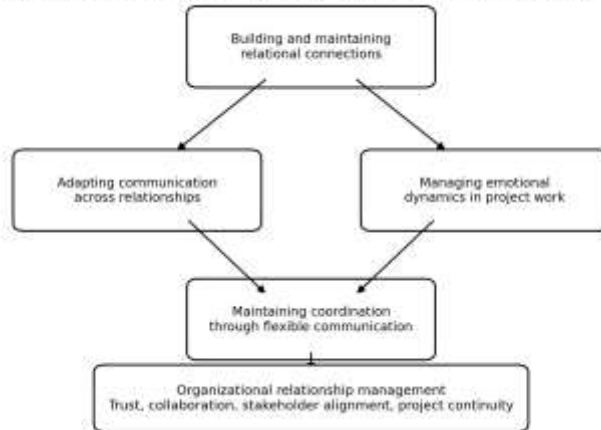 Building and maintaining
relational connections
Adapting communication
across relationships
Managing emotional
dynamics in project work
Maintaining coordination
through flexible communication
Organizational relationship management
Trust, collaboration, stakeholder alignment, project continuity